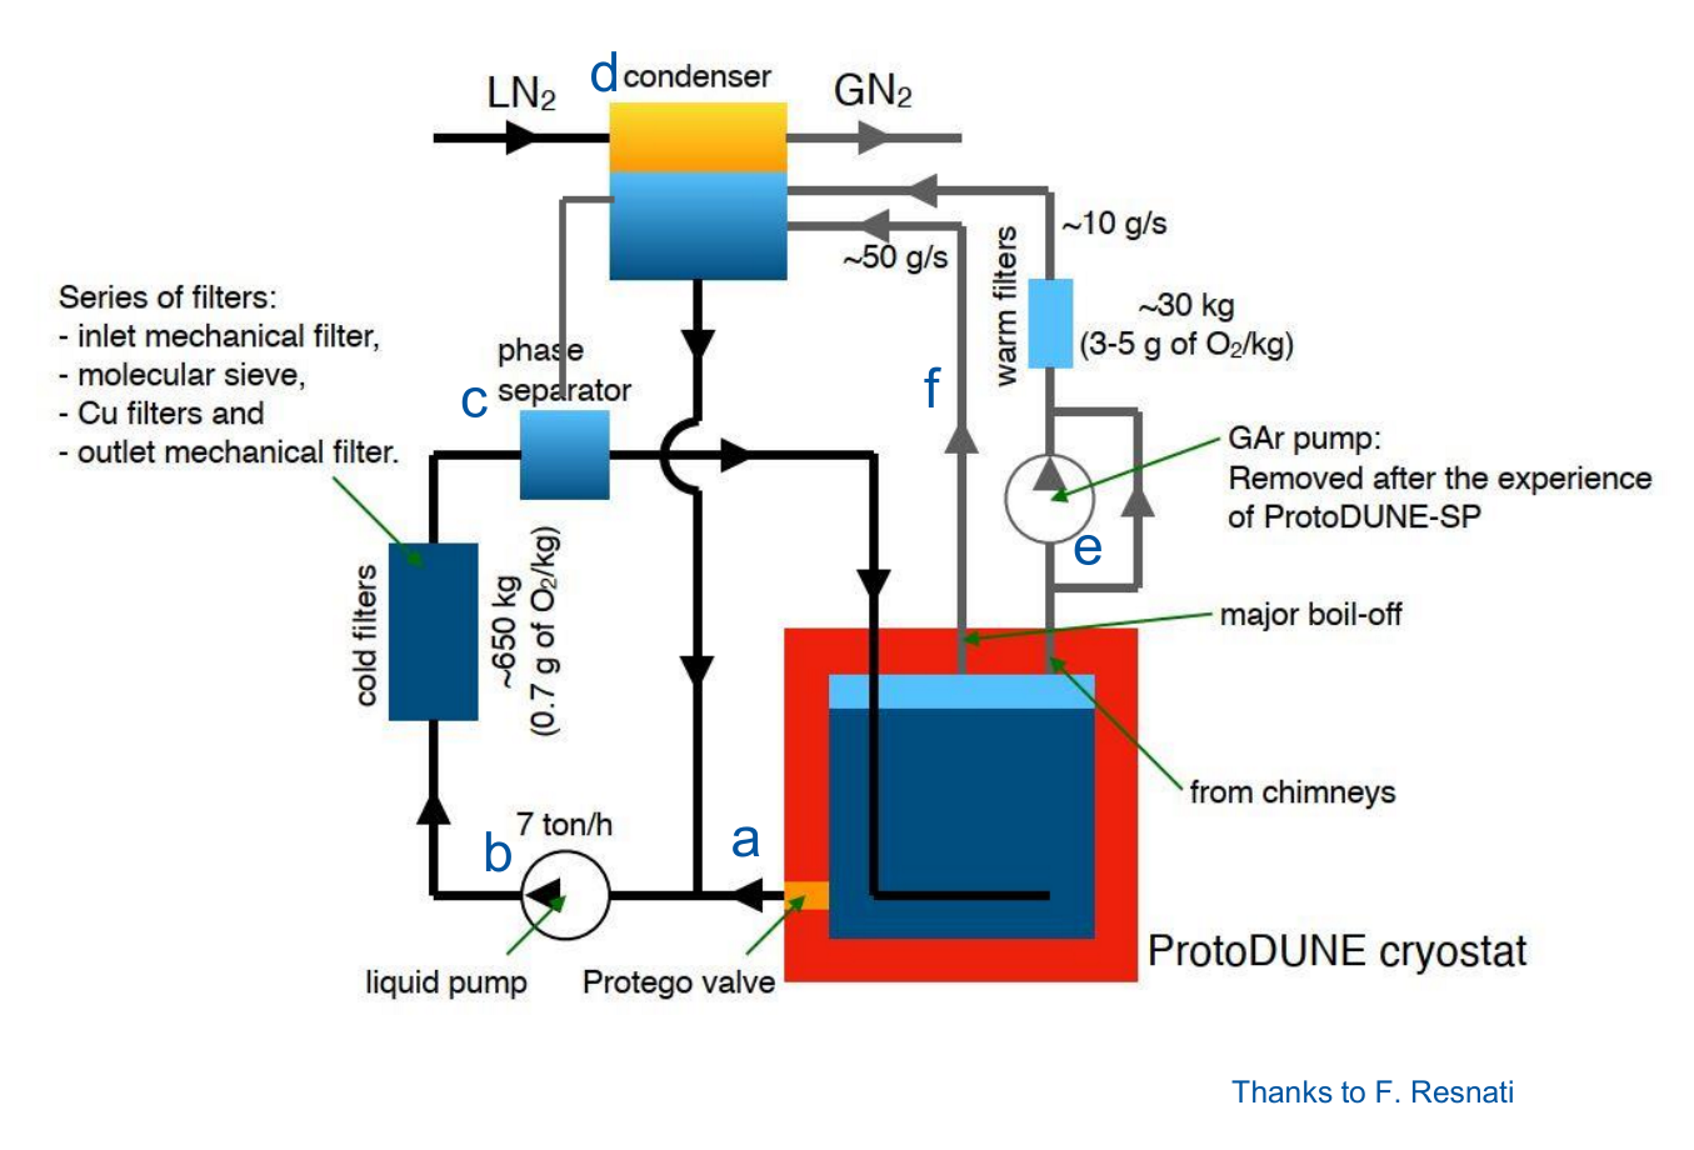 d condenser
LN₂
GN₂
~10 g/s
~50 g/s
warm filters
~30 kg
(3-5 g of O₂/kg)
Series of filters:
- inlet mechanical filter,
- molecular sieve,
- Cu filters and
- outlet mechanical filter.
phase
separator
c
f
GAr pump:
Removed after the experience
of ProtoDUNE-SP
e
cold filters
~650 kg
(0.7 g of O₂/kg)
major boil-off
from chimneys
7 ton/h
b
a
liquid pump
Protego valve
ProtoDUNE cryostat
Thanks to F. Resnati